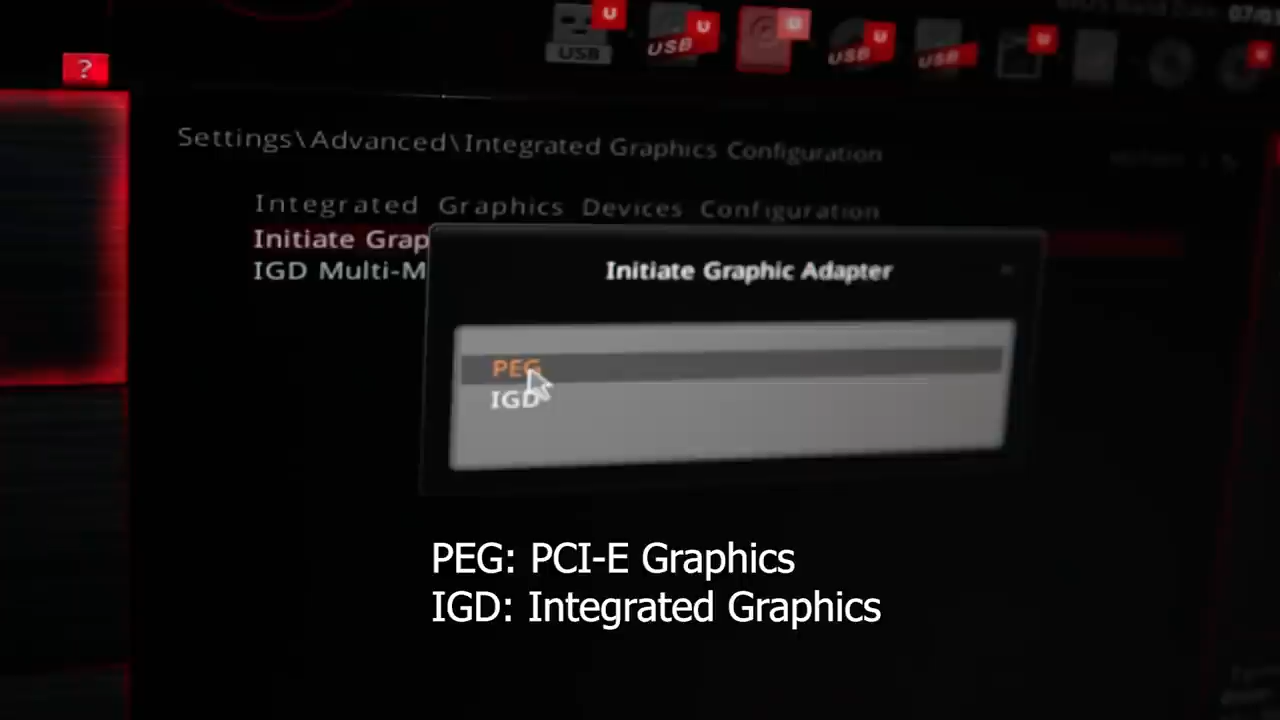 U
U
U
U
U
USB
USB
USB
USB
?
Settings\Advanced\Integrated Graphics Configuration
Integrated Graphics Devices Configuration
Initiate Grap
IGD Multi-M
Initiate Graphic Adapter
PEG
IGD
PEG: PCI-E Graphics
IGD: Integrated Graphics